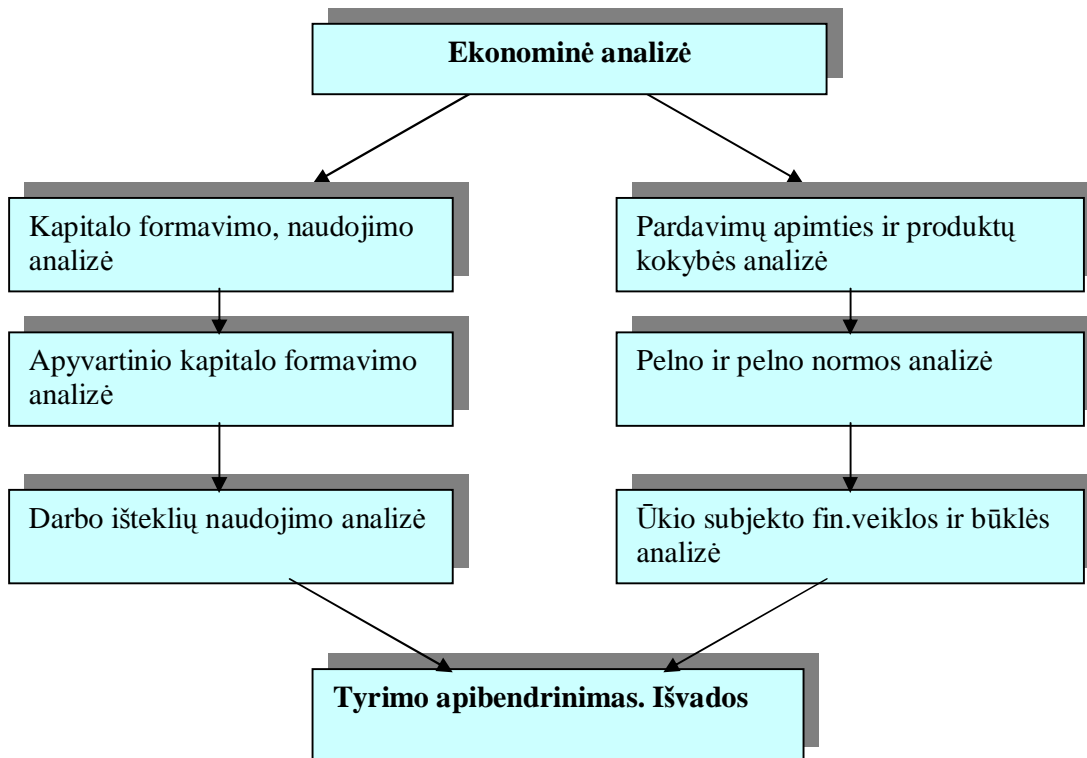 Ekonominė analizė
Kapitalo formavimo, naudojimo
analizė
Pardavimų apimties ir produktų
kokybės analizė
Apyvartinio kapitalo formavimo
analizė
Pelno ir pelno normos analizė
Darbo išteklių naudojimo analizė
Ūkio subjekto fin.veiklos ir būklės
analizė
Tyrimo apibendrinimas. Išvados